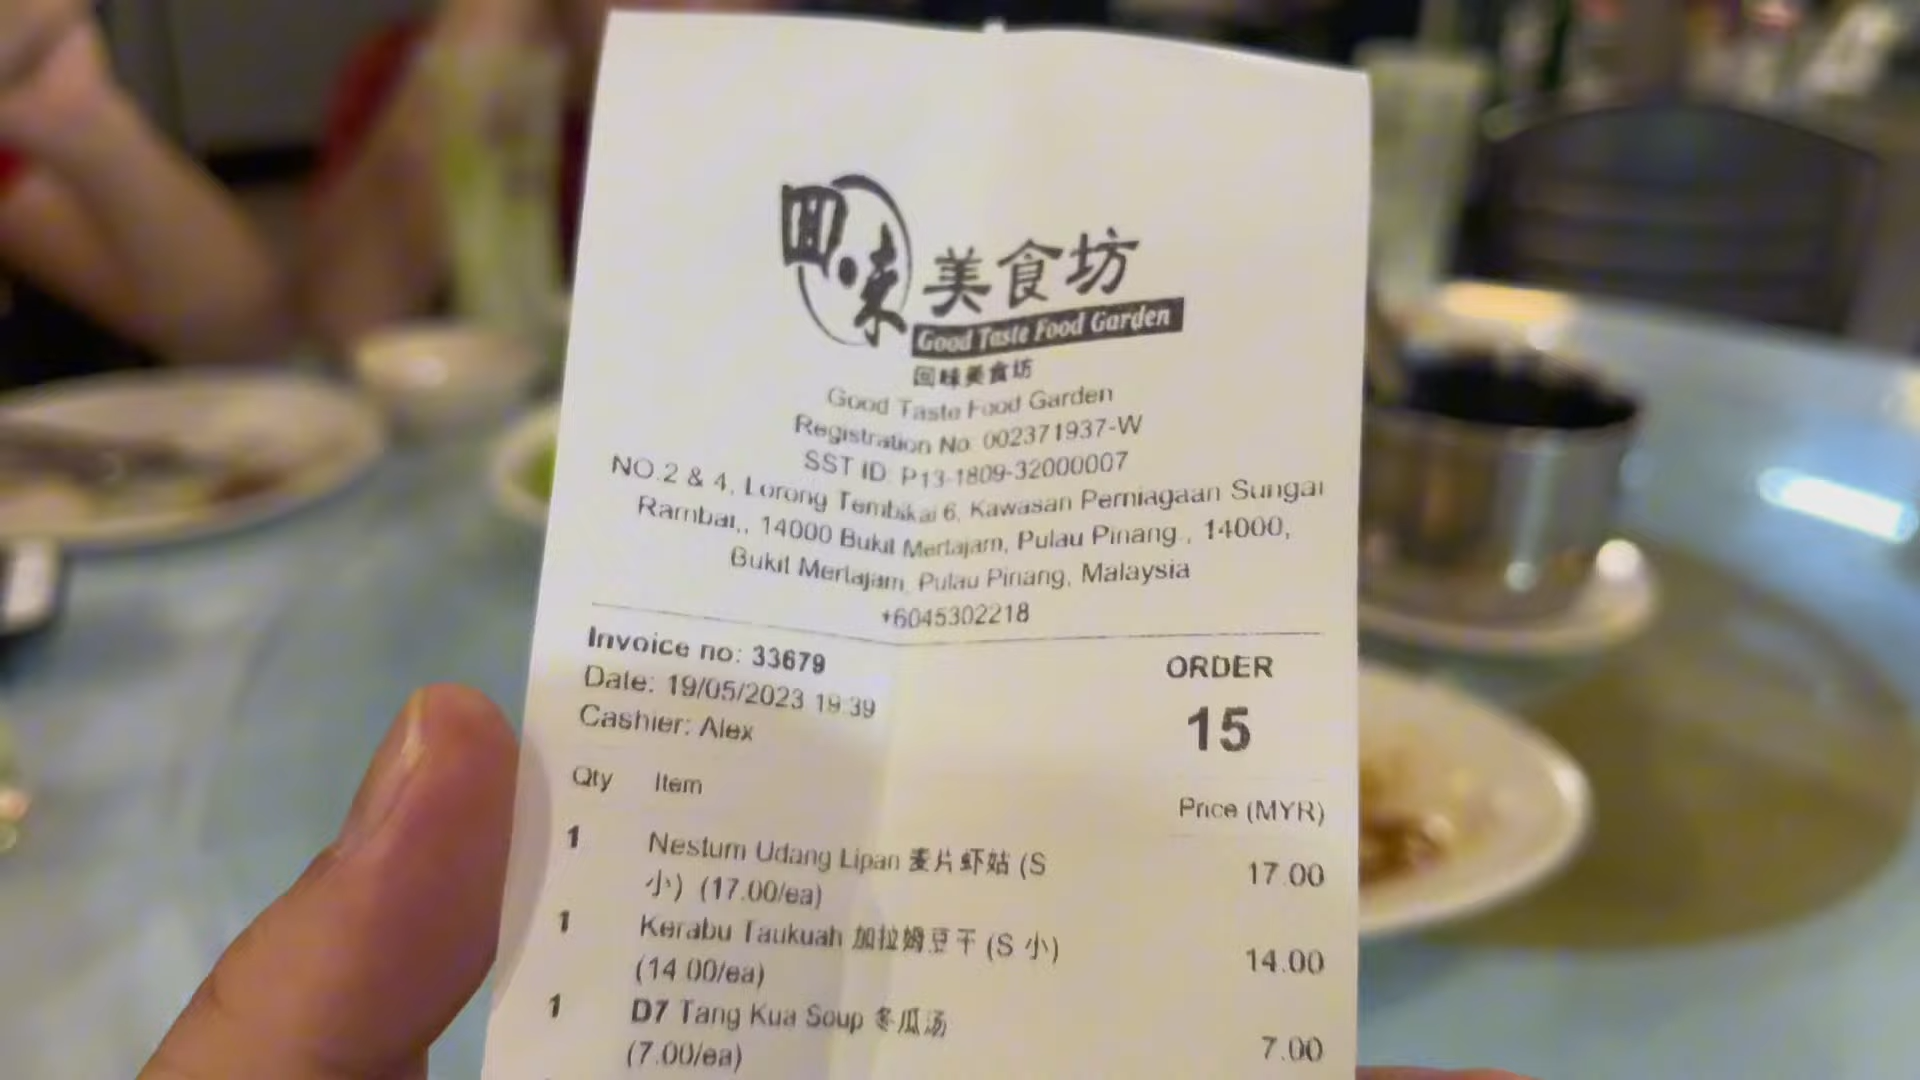 回味美食坊
Good Taste Food Garden
回味美食坊
Good Taste Food Garden
Registration No: 002371937-W
SST ID: P13-1809-32000007
NO.2 & 4, Lorong Tembikai 6, Kawasan Perniagaan Sungai
Rambai,, 14000 Bukit Mertajam, Pulau Pinang., 14000,
Bukit Mertajam, Pulau Pinang, Malaysia
+6045302218
Invoice no: 33679
ORDER
Date: 19/05/2023 19:39
15
Cashier: Alex
Qty Item Price (MYR)
1 Nestum Udang Lipan 麦片虾姑 (S 17.00
小) (17.00/ea)
1 Kerabu Taukuah 加拉姆豆干 (S 小) 14.00
(14.00/ea)
1 D7 Tang Kua Soup 冬瓜汤 7.00
(7.00/ea)